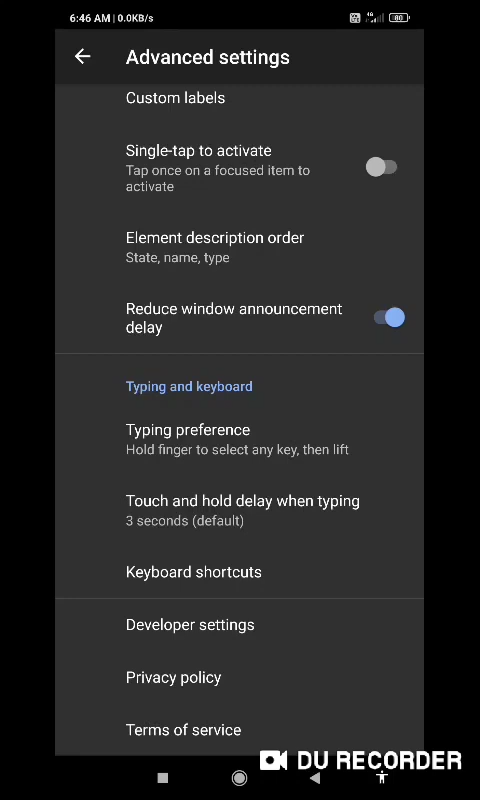 6:46 AM | 0.0KB/s
4G
80
Advanced settings
Custom labels
Single-tap to activate
Tap once on a focused item to
activate
Element description order
State, name, type
Reduce window announcement
delay
Typing and keyboard
Typing preference
Hold finger to select any key, then lift
Touch and hold delay when typing
3 seconds (default)
Keyboard shortcuts
Developer settings
Privacy policy
Terms of service
DU RECORDER